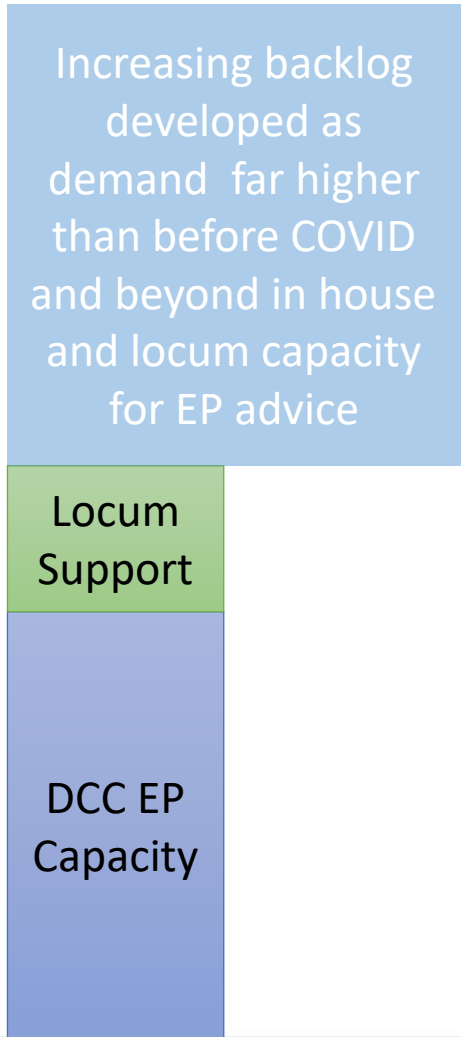 Increasing backlog
developed as
demand  far higher
than before COVID
and beyond in house
and locum capacity
for EP advice
Locum
Support
DCC EP
Capacity